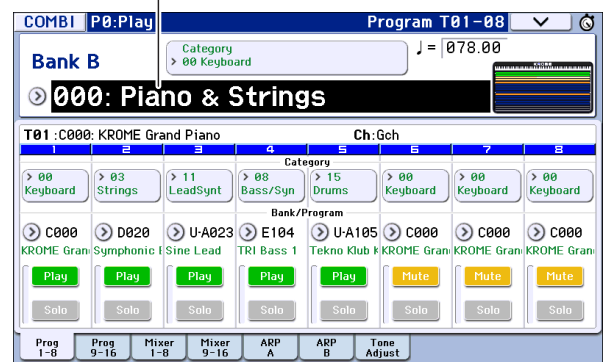 COMBI P0:Play Program T01-08
Bank B
Category
00 Keyboard
♩= 078.00
KROME
000: Piano & Strings
T01 :C000: KROME Grand Piano Ch:Gch
1 2 3 4 5 6 7 8
Category
00 Keyboard 03 Strings 11 LeadSynt 08 Bass/Syn 15 Drums 00 Keyboard 00 Keyboard 00 Keyboard
Bank/Program
C000 D020 U-A023 E104 U-A105 C000 C000 C000
KROME Gran Symphonic Sine Lead TRI Bass 1 Tekno Klub K KROME Gran KROME Gran KROME Gran
Play Play Play Play Play Mute Mute Mute
Solo Solo Solo Solo Solo Solo Solo Solo
Prog 1-8 Prog 9-16 Mixer 1-8 Mixer 9-16 ARP A ARP B Tone Adjust